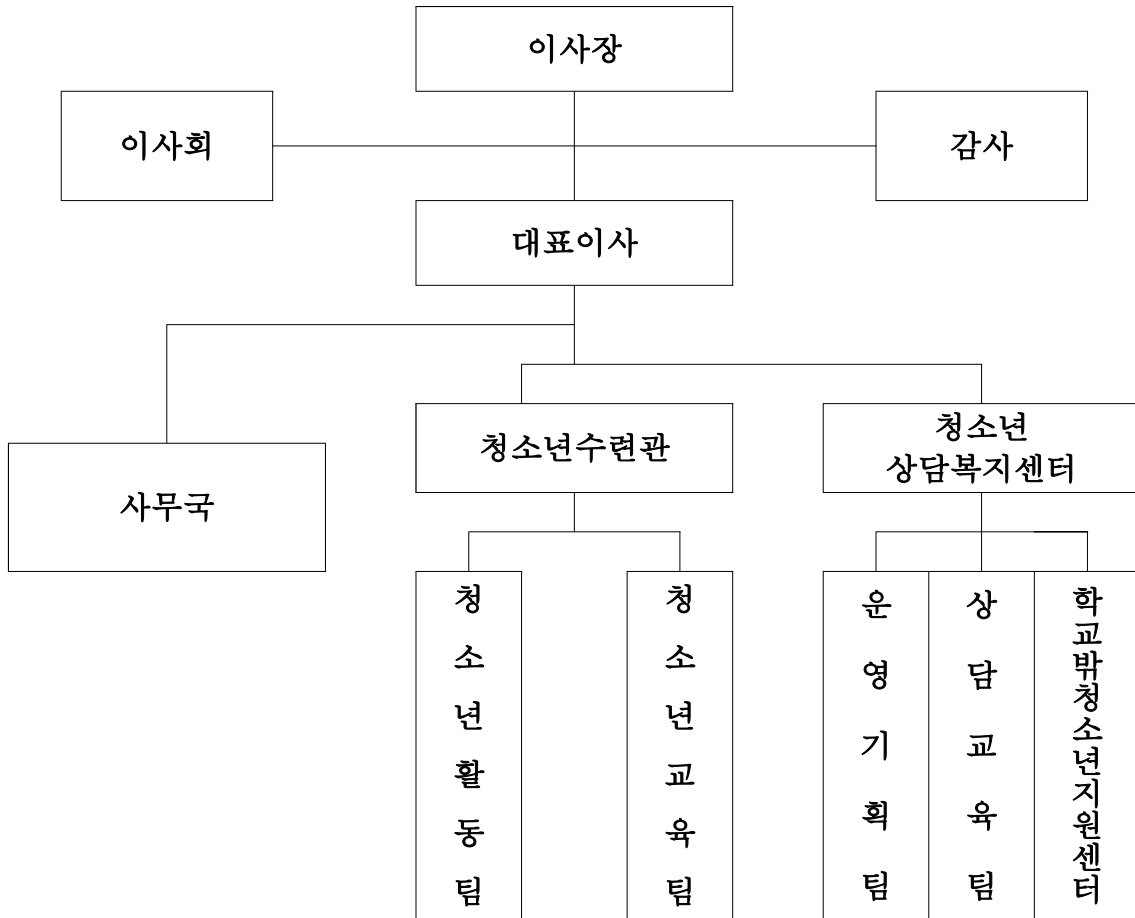 이사장
이사회
감사
대표이사
사무국
청소년수련관
청소년
상담복지센터
청소년활동팀
청소년교육팀
운영기획팀
상담교육팀
학교밖청소년지원센터